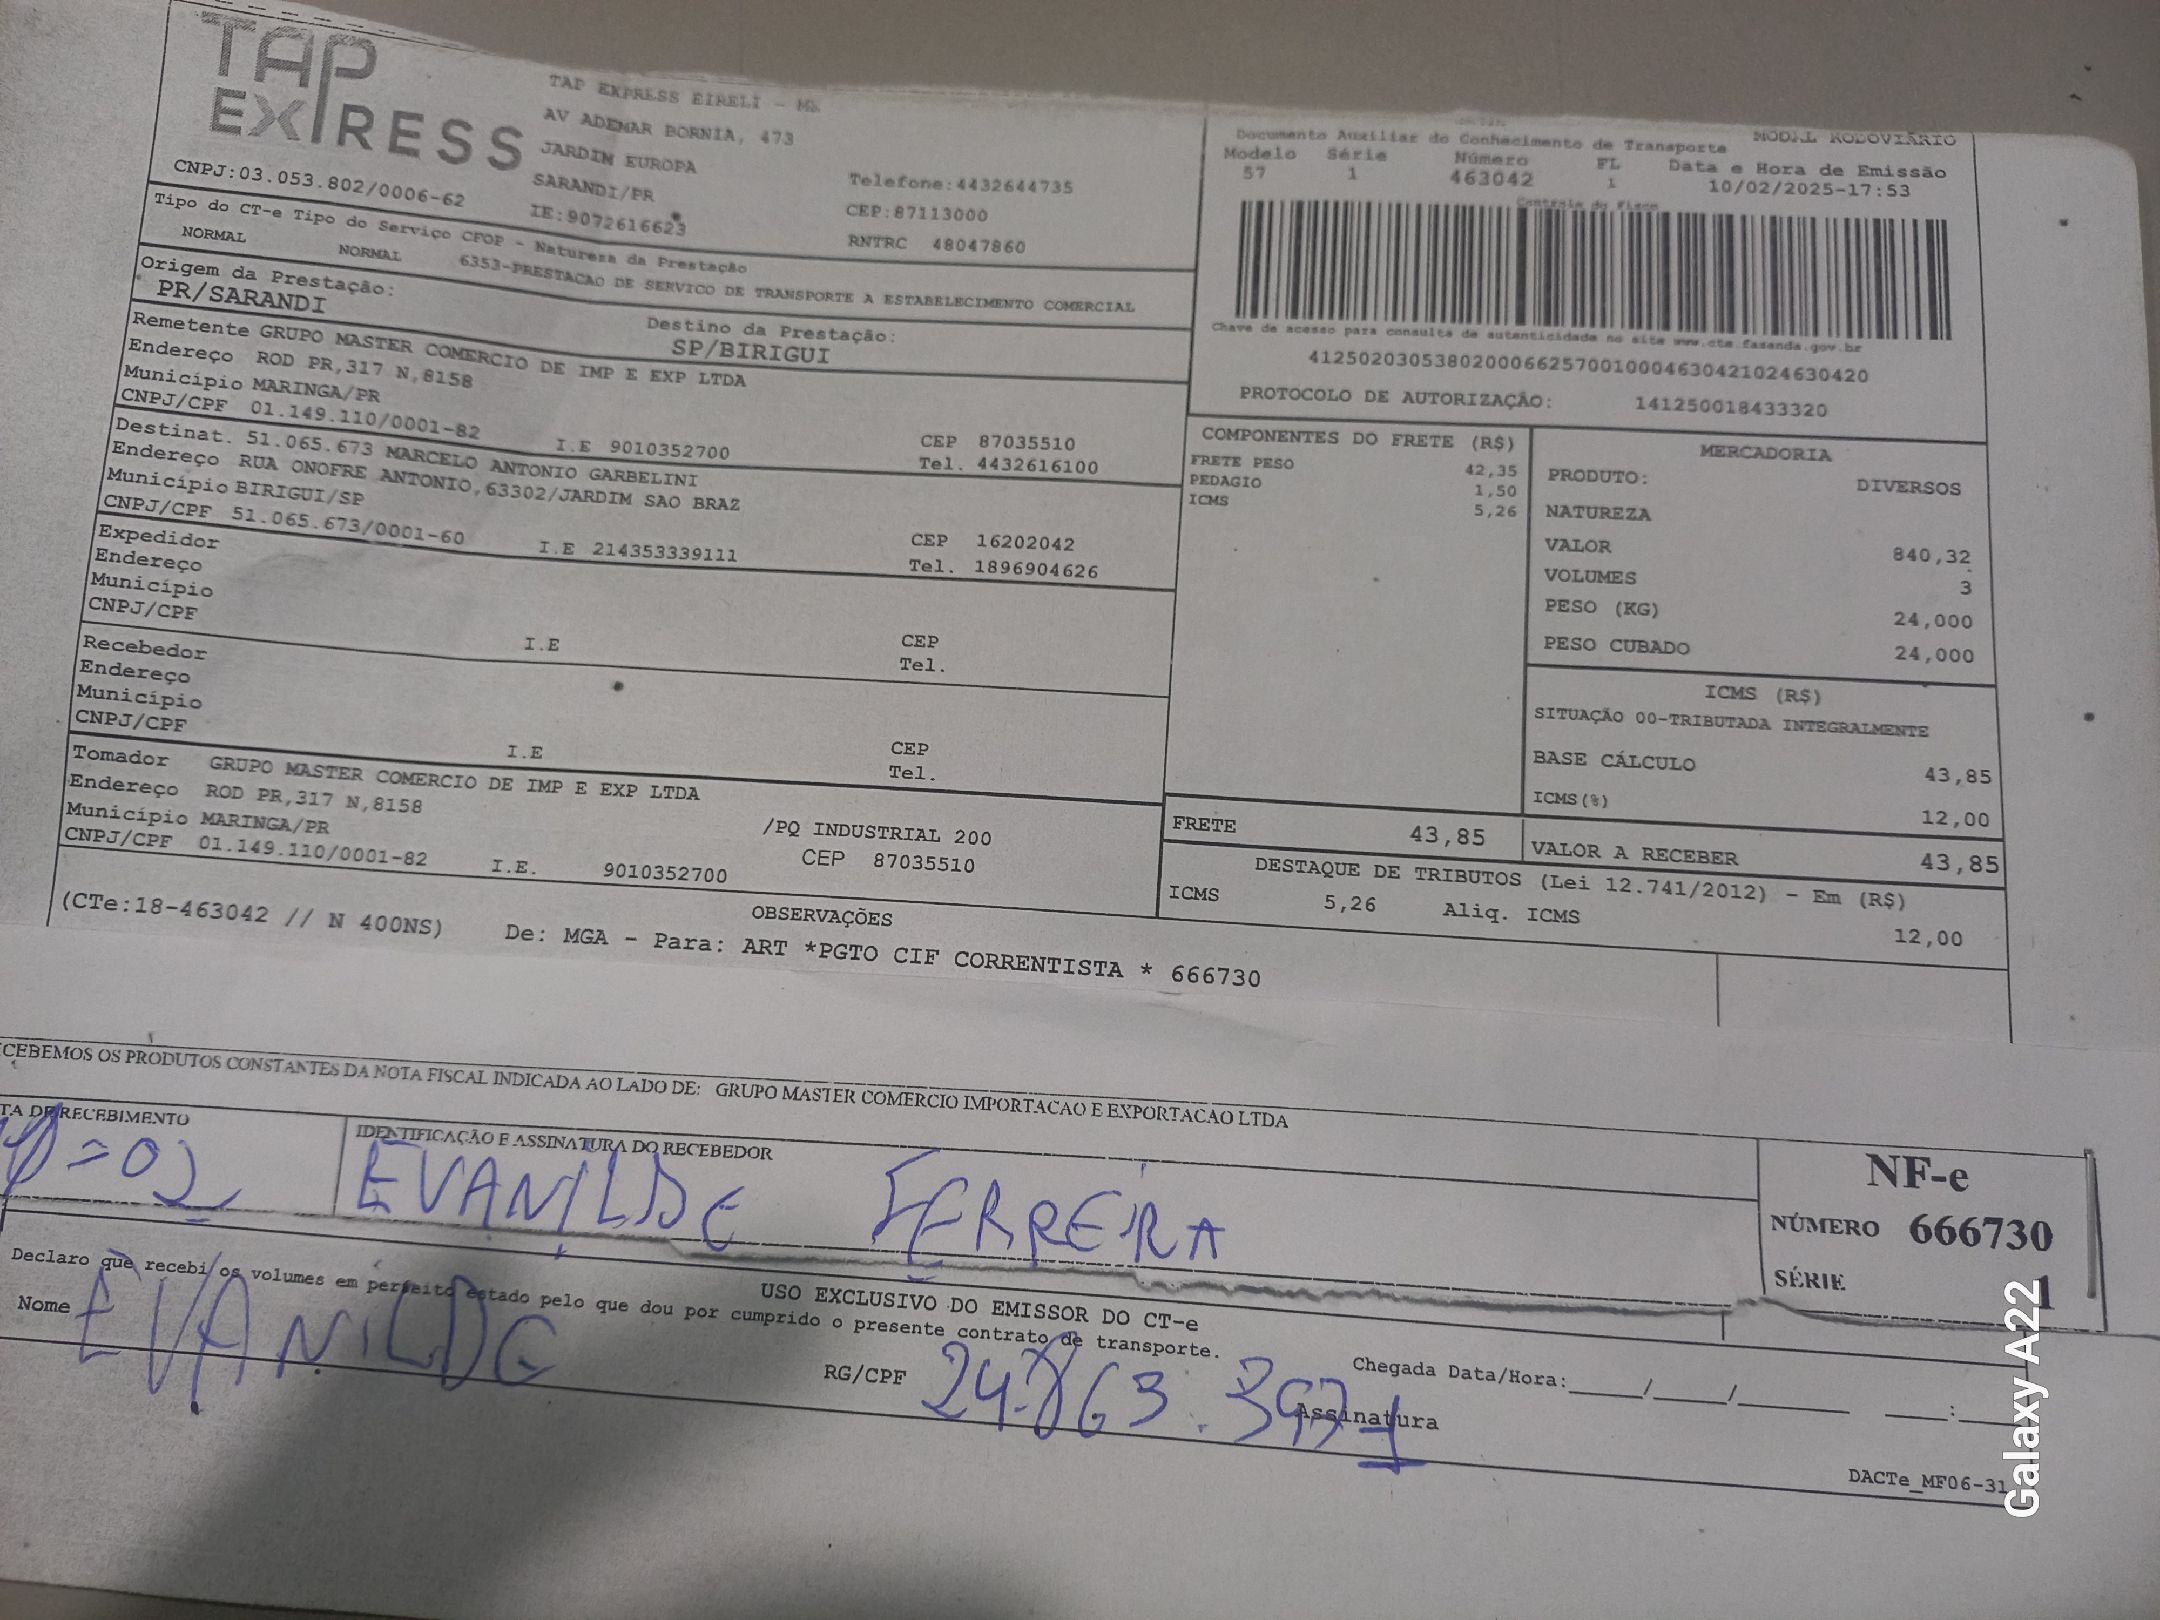 TAP
EXPRESS
TAP EXPRESS EIRELI - ME
AV ADEMAR BORNIA, 473
JARDIN EUROPA
SARANDI/PR
IE:9072616623
Telefone:4432644735
CEP:87113000
RNTRC 48047860
CNPJ:03.053.802/0006-62
MODAL RODOVIÁRIO
Documento Auxiliar do Conhecimento de Transporte
Modelo Série Número FL Data e Hora de Emissão
57 1 463042 1 10/02/2025-17:53
Controle do Fisco
Chave de acesso para consulta de autenticidade no site www.cte.fazenda.gov.br
41250203053802000662570010004630421024630420
PROTOCOLO DE AUTORIZAÇÃO: 141250018433320
Tipo do CT-e Tipo do Serviço CFOP - Natureza da Prestação
NORMAL NORMAL 6353-PRESTACAO DE SERVICO DE TRANSPORTE A ESTABELECIMENTO COMERCIAL
Origem da Prestação: Destino da Prestação:
PR/SARANDI SP/BIRIGUI
Remetente GRUPO MASTER COMERCIO DE IMP E EXP LTDA
Endereço ROD PR,317 N,8158
Município MARINGA/PR CEP 87035510
CNPJ/CPF 01.149.110/0001-82 I.E 9010352700 Tel. 4432616100
Destinat. 51.065.673 MARCELO ANTONIO GARBELINI
Endereço RUA ONOFRE ANTONIO,63302/JARDIM SAO BRAZ
Município BIRIGUI/SP CEP 16202042
CNPJ/CPF 51.065.673/0001-60 I.E 214353339111 Tel. 1896904626
Expedidor
Endereço
Município CEP
CNPJ/CPF I.E Tel.
Recebedor
Endereço
Município CEP
CNPJ/CPF I.E Tel.
Tomador GRUPO MASTER COMERCIO DE IMP E EXP LTDA
Endereço ROD PR,317 N,8158 /PQ INDUSTRIAL 200
Município MARINGA/PR CEP 87035510
CNPJ/CPF 01.149.110/0001-82 I.E. 9010352700
COMPONENTES DO FRETE (R$)
FRETE PESO 42,35
PEDAGIO 1,50
ICMS 5,26
MERCADORIA
PRODUTO: DIVERSOS
NATUREZA
VALOR 840,32
VOLUMES 3
PESO (KG) 24,000
PESO CUBADO 24,000
ICMS (R$)
SITUAÇÃO 00-TRIBUTADA INTEGRALMENTE
BASE CÁLCULO 43,85
ICMS(%) 12,00
FRETE 43,85 VALOR A RECEBER 43,85
DESTAQUE DE TRIBUTOS (Lei 12.741/2012) - Em (R$)
ICMS 5,26 Aliq. ICMS 12,00
OBSERVAÇÕES
(CTe:18-463042 // N 400NS) De: MGA - Para: ART *PGTO CIF CORRENTISTA * 666730
CEBEMOS OS PRODUTOS CONSTANTES DA NOTA FISCAL INDICADA AO LADO DE: GRUPO MASTER COMERCIO IMPORTACAO E EXPORTACAO LTDA
TA DE RECEBIMENTO IDENTIFICAÇÃO E ASSINATURA DO RECEBEDOR
EVANILDE FERREIRA
NF-e
NÚMERO 666730
SÉRIE 1
USO EXCLUSIVO DO EMISSOR DO CT-e
Declaro que recebi os volumes em perfeito estado pelo que dou por cumprido o presente contrato de transporte.
Nome EVANILDE RG/CPF Assinatura
Chegada Data/Hora:____/____/______ ___:___
DACTe_MF06-31
Galaxy A22